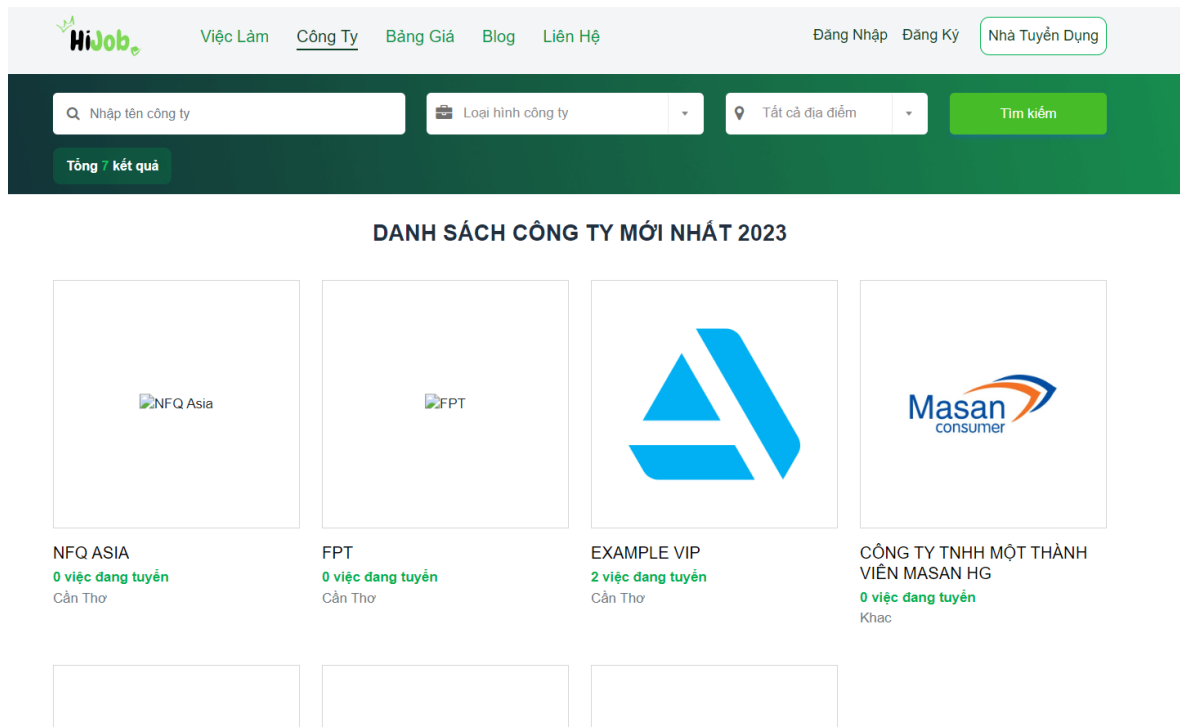 HiJob
Việc Làm Công Ty Bảng Giá Blog Liên Hệ Đăng Nhập Đăng Ký Nhà Tuyển Dụng
Nhập tên công ty Loại hình công ty Tất cả địa điểm Tìm kiếm
Tổng 7 kết quả
DANH SÁCH CÔNG TY MỚI NHẤT 2023
NFQ Asia FPT
Masan
consumer
NFQ ASIA
0 việc đang tuyển
Cần Thơ
FPT
0 việc đang tuyển
Cần Thơ
EXAMPLE VIP
2 việc đang tuyển
Cần Thơ
CÔNG TY TNHH MỘT THÀNH
VIÊN MASAN HG
0 việc đang tuyển
Khac